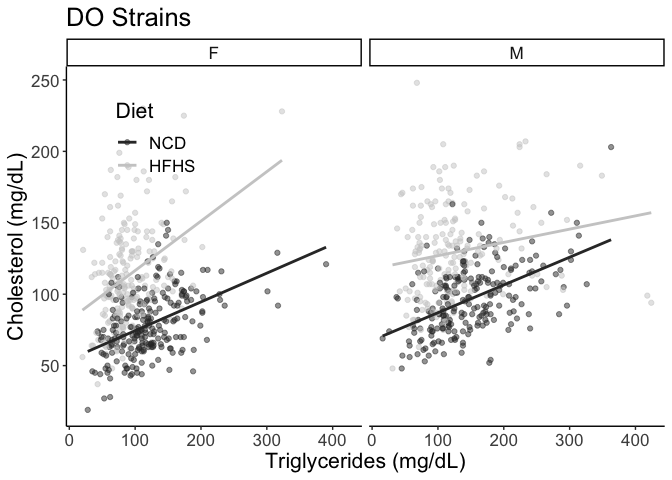 DO Strains
F
M
Diet
NCD
HFHS
Cholesterol (mg/dL)
250
200
150
100
50
0
100
200
300
400
0
100
200
300
400
Triglycerides (mg/dL)